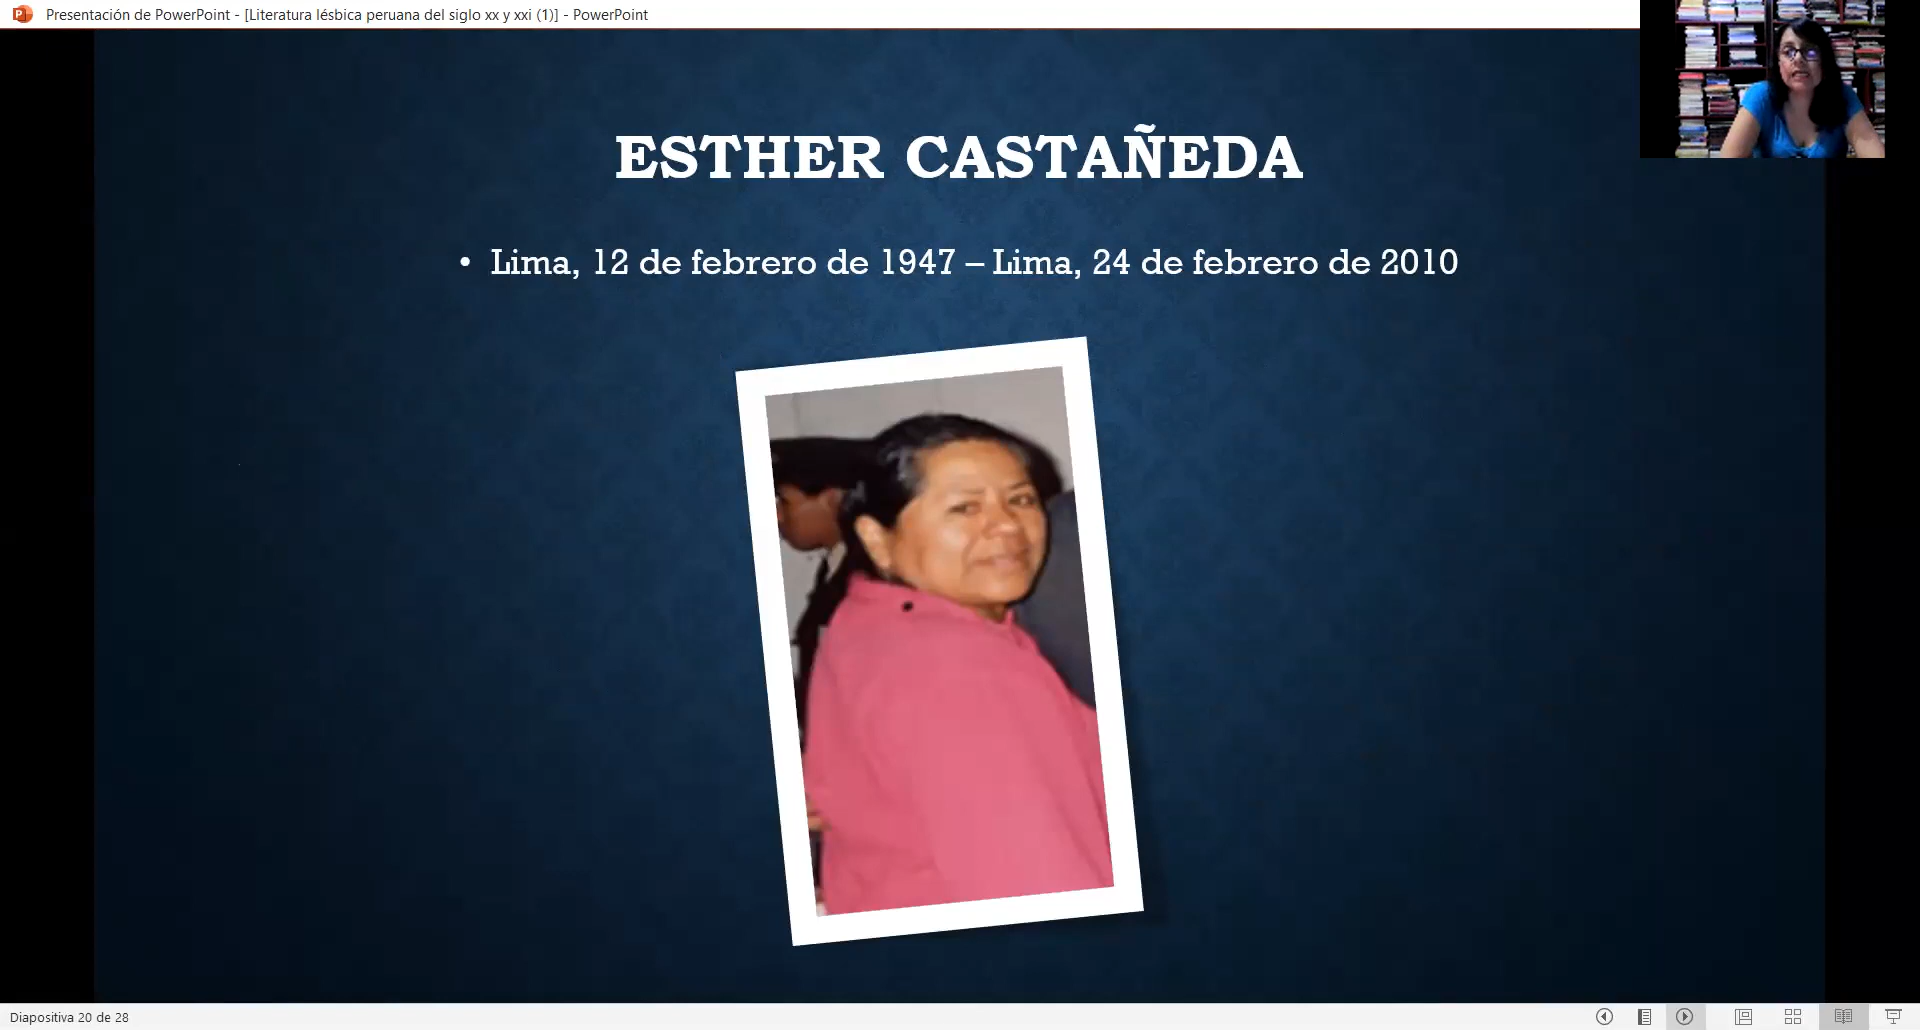 Presentación de PowerPoint - [Literatura lésbica peruana del siglo xx y xxi (1)] - PowerPoint
ESTHER CASTAÑEDA
• Lima, 12 de febrero de 1947 – Lima, 24 de febrero de 2010
Diapositiva 20 de 28